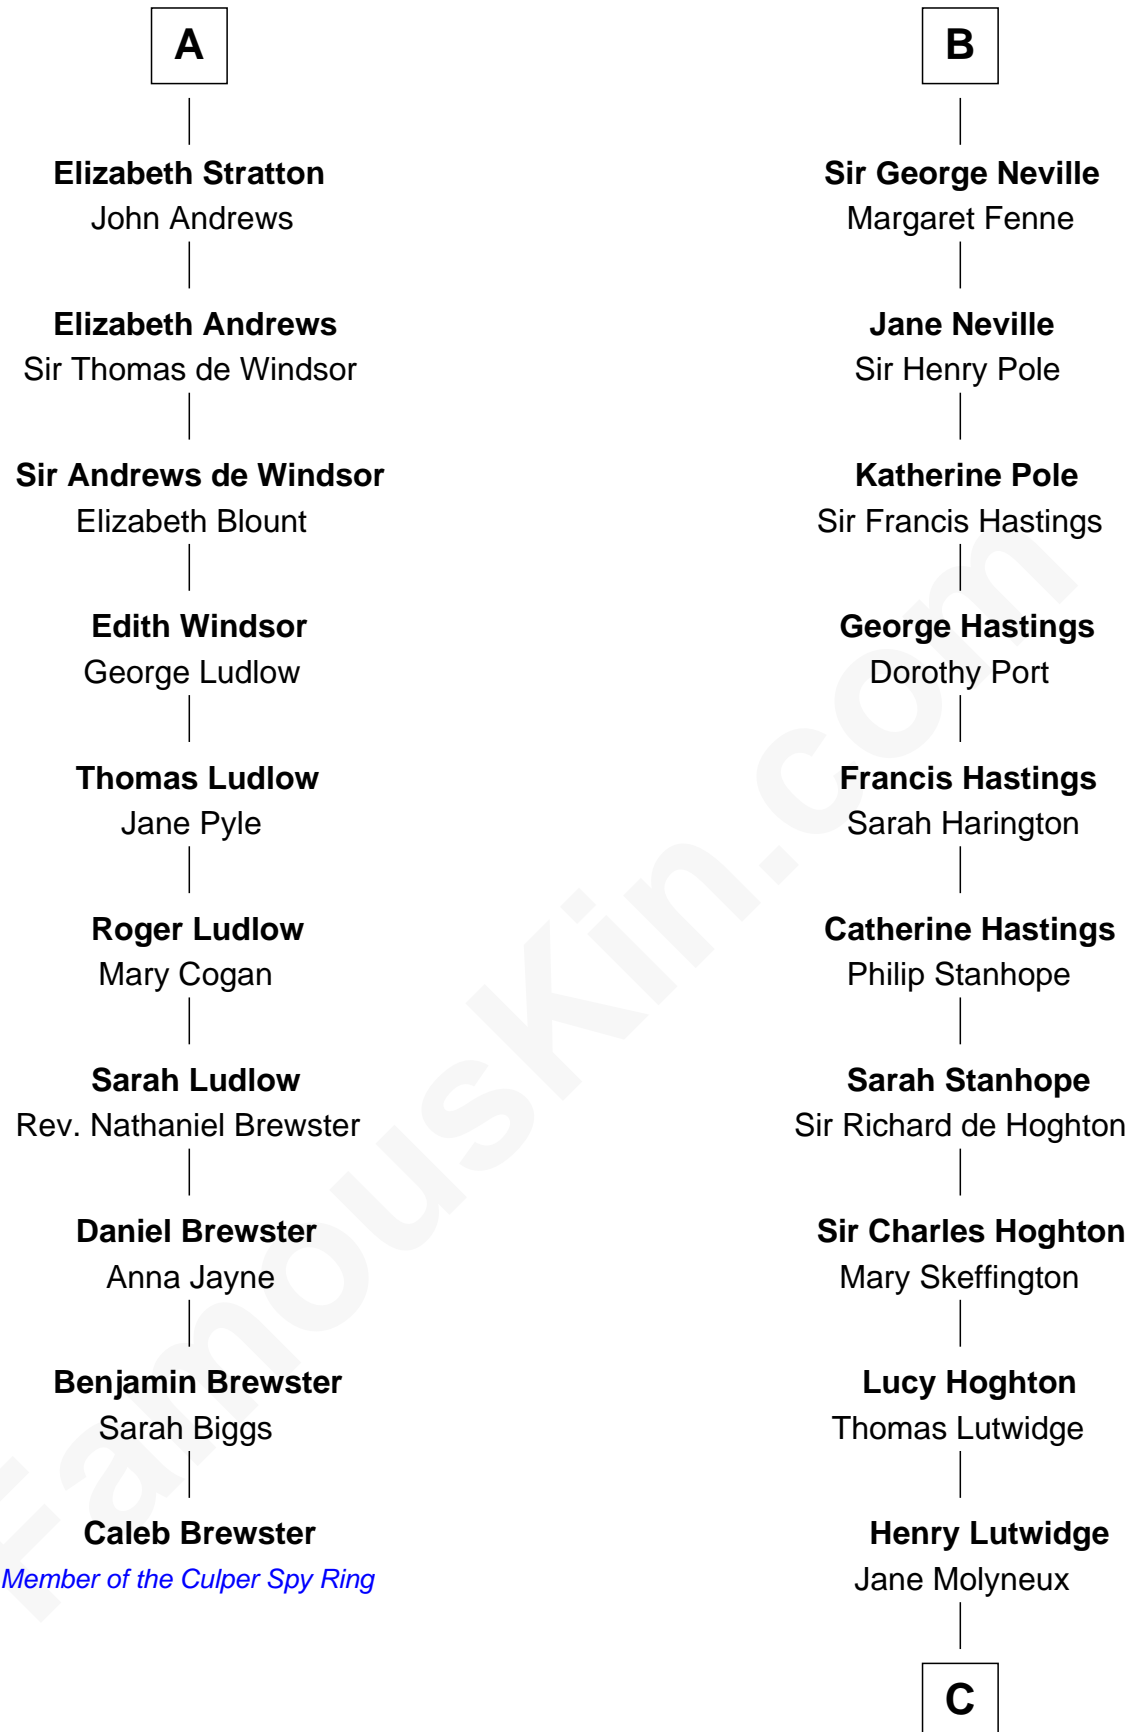 A
Elizabeth Stratton
John Andrews
Elizabeth Andrews
Sir Thomas de Windsor
Sir Andrews de Windsor
Elizabeth Blount
Edith Windsor
George Ludlow
Thomas Ludlow
Jane Pyle
Roger Ludlow
Mary Cogan
Sarah Ludlow
Rev. Nathaniel Brewster
Daniel Brewster
Anna Jayne
Benjamin Brewster
Sarah Biggs
Caleb Brewster
Member of the Culper Spy Ring
B
Sir George Neville
Margaret Fenne
Jane Neville
Sir Henry Pole
Katherine Pole
Sir Francis Hastings
George Hastings
Dorothy Port
Francis Hastings
Sarah Harington
Catherine Hastings
Philip Stanhope
Sarah Stanhope
Sir Richard de Hoghton
Sir Charles Hoghton
Mary Skeffington
Lucy Hoghton
Thomas Lutwidge
Henry Lutwidge
Jane Molyneux
C
FamousKin.com